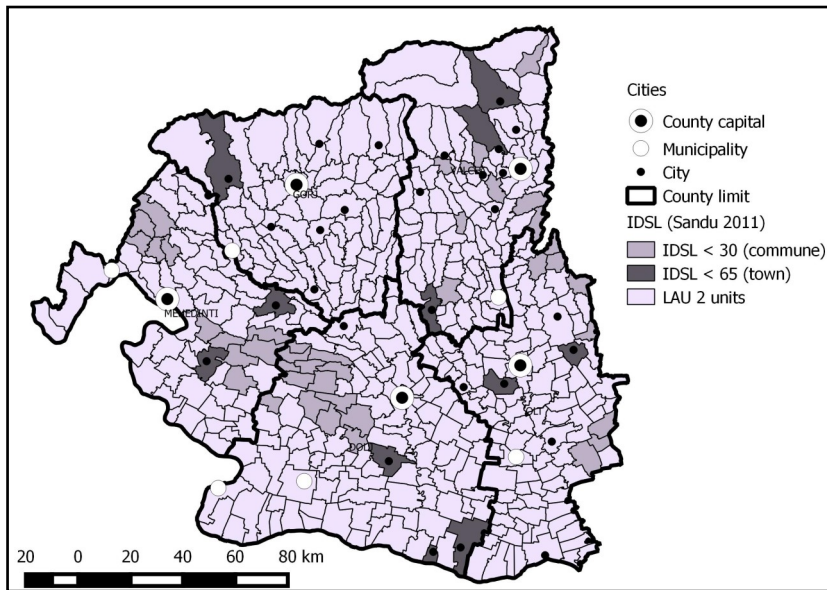 Cities
County capital
Municipality
City
County limit
IDSL (Sandu 2011)
IDSL < 30 (commune)
IDSL < 65 (town)
LAU 2 units
VALCEA
GORJ
MEHEDINTI
OLT
DOLJ
20 0 20 40 60 80 km